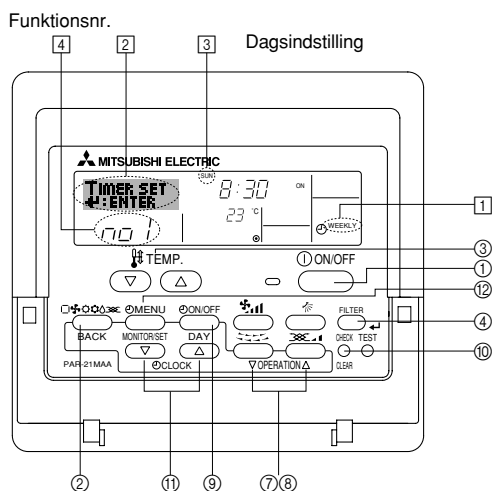 Funktionsnr.
4 2 3 Dagsindstilling
MITSUBISHI ELECTRIC
SUN
TIMER SET 8:30 ON
↵:ENTER
23 °C
no 1 WEEKLY 1
TEMP. ON/OFF 3
1
12
MENU ON/OFF FILTER ↵
4
BACK MONITOR/SET DAY CHECK TEST
10
PAR-21MAA CLOCK ▽OPERATION△ CLEAR
2 11 9 7 8